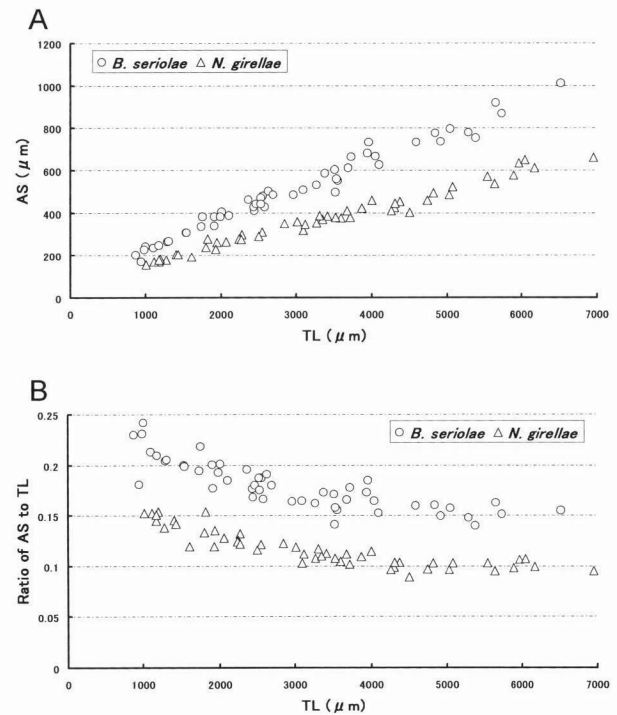 A
1200
1000
800
600
400
200
0
AS (μm)
○ B. seriolae △ N. girellae
0 1000 2000 3000 4000 5000 6000 7000
TL (μm)
B
0.25
0.2
0.15
0.1
0.05
0
Ratio of AS to TL
○ B. seriolae △ N. girellae
0 1000 2000 3000 4000 5000 6000 7000
TL (μm)